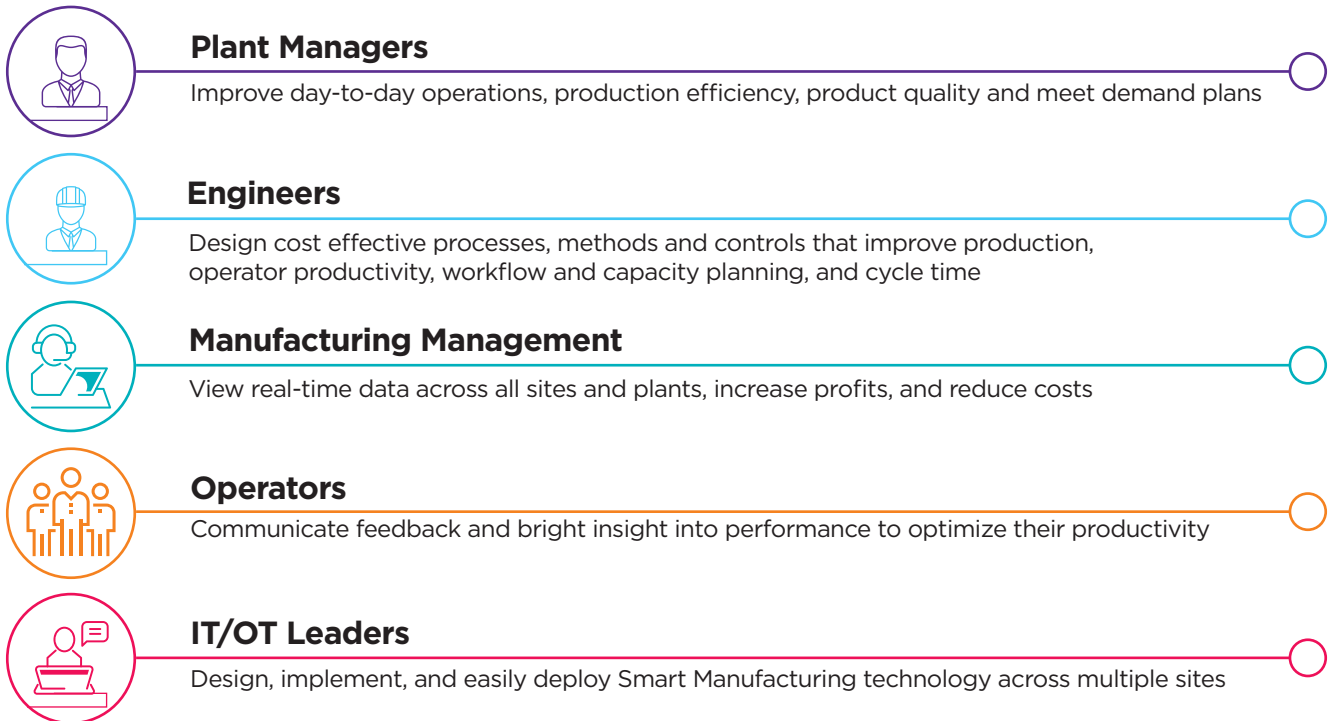 Plant Managers
Improve day-to-day operations, production efficiency, product quality and meet demand plans
Engineers
Design cost effective processes, methods and controls that improve production,
operator productivity, workflow and capacity planning, and cycle time
Manufacturing Management
View real-time data across all sites and plants, increase profits, and reduce costs
Operators
Communicate feedback and bright insight into performance to optimize their productivity
IT/OT Leaders
Design, implement, and easily deploy Smart Manufacturing technology across multiple sites